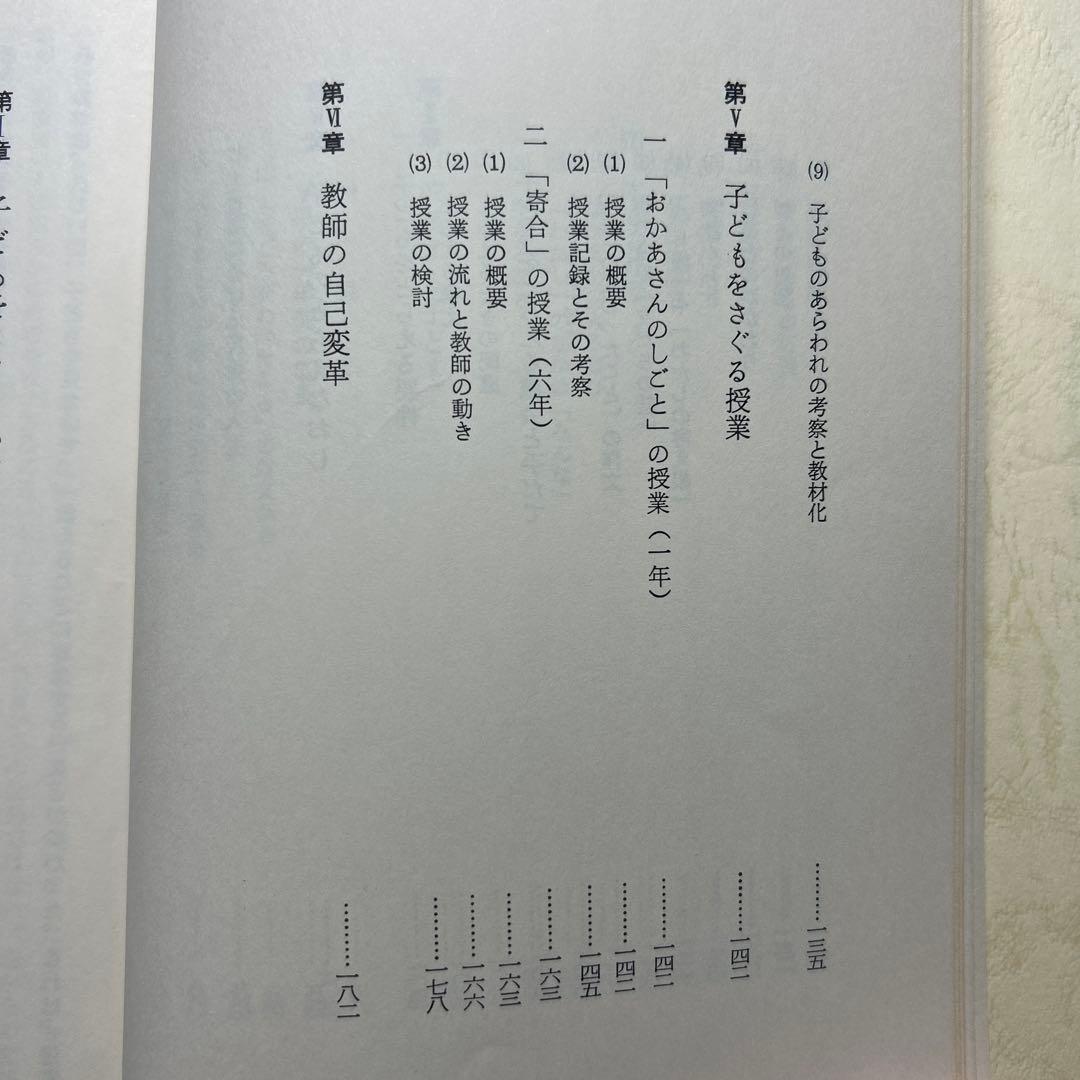 (9) 子どものあらわれの考察と教材化………一三五
第Ⅴ章 子どもをさぐる授業………一四二
一 「おかあさんのしごと」の授業(一年)………一四二
(1) 授業の概要………一四二
(2) 授業記録とその考察………一四五
二 「寄合」の授業(六年)………一六三
(1) 授業の概要………一六三
(2) 授業の流れと教師の動き………一六六
(3) 授業の検討………一七八
第Ⅵ章 教師の自己変革………一八二